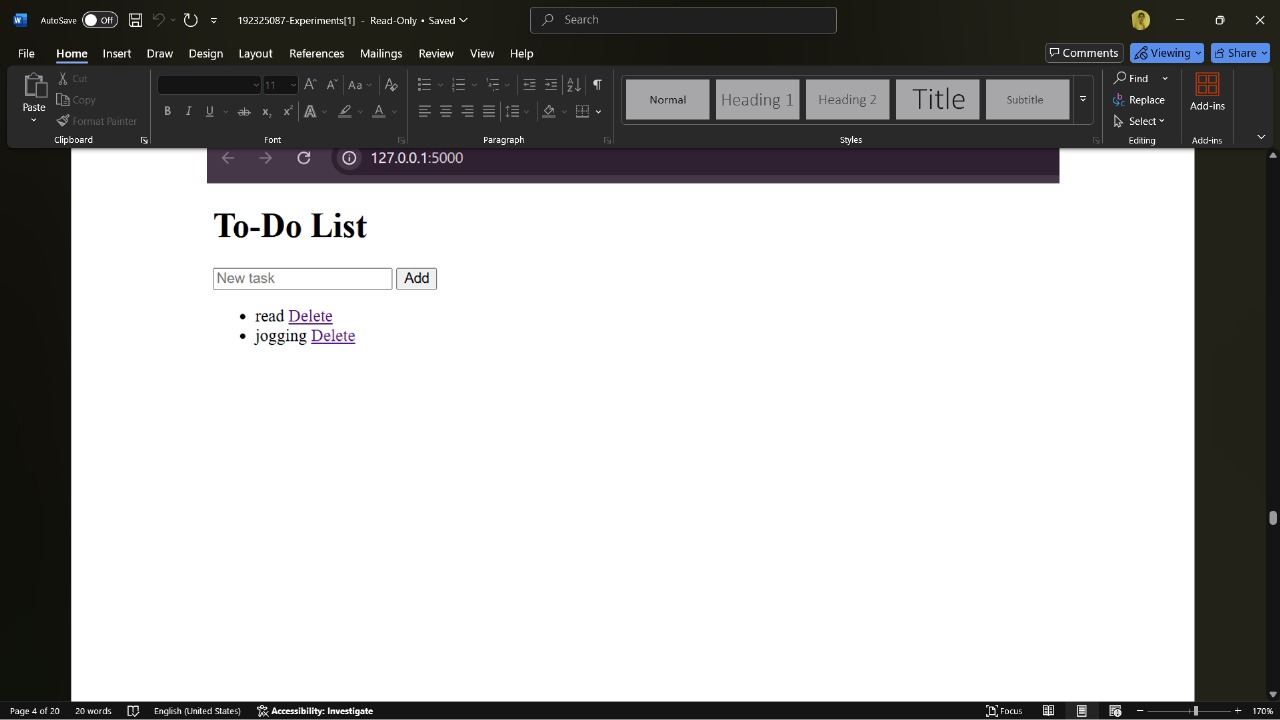 AutoSave Off 192325087-Experiments[1] - Read-Only • Saved Search
File Home Insert Draw Design Layout References Mailings Review View Help Comments Viewing Share
Paste Cut Copy Format Painter
Clipboard
11 Aa
B I U ab x₂ x² A A
Font
Paragraph
Normal Heading 1 Heading 2 Title Subtitle
Styles
Find
Replace
Select
Editing
Add-ins
Add-ins
127.0.0.1:5000
To-Do List
New task Add
• read Delete
• jogging Delete
Page 4 of 20 20 words English (United States) Accessibility: Investigate Focus 170%